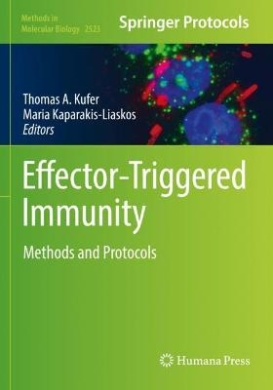 Methods in
Molecular Biology 2523
Springer Protocols
Thomas A. Kufer
Maria Kaparakis-Liaskos
Editors
Effector-Triggered
Immunity
Methods and Protocols
Humana Press